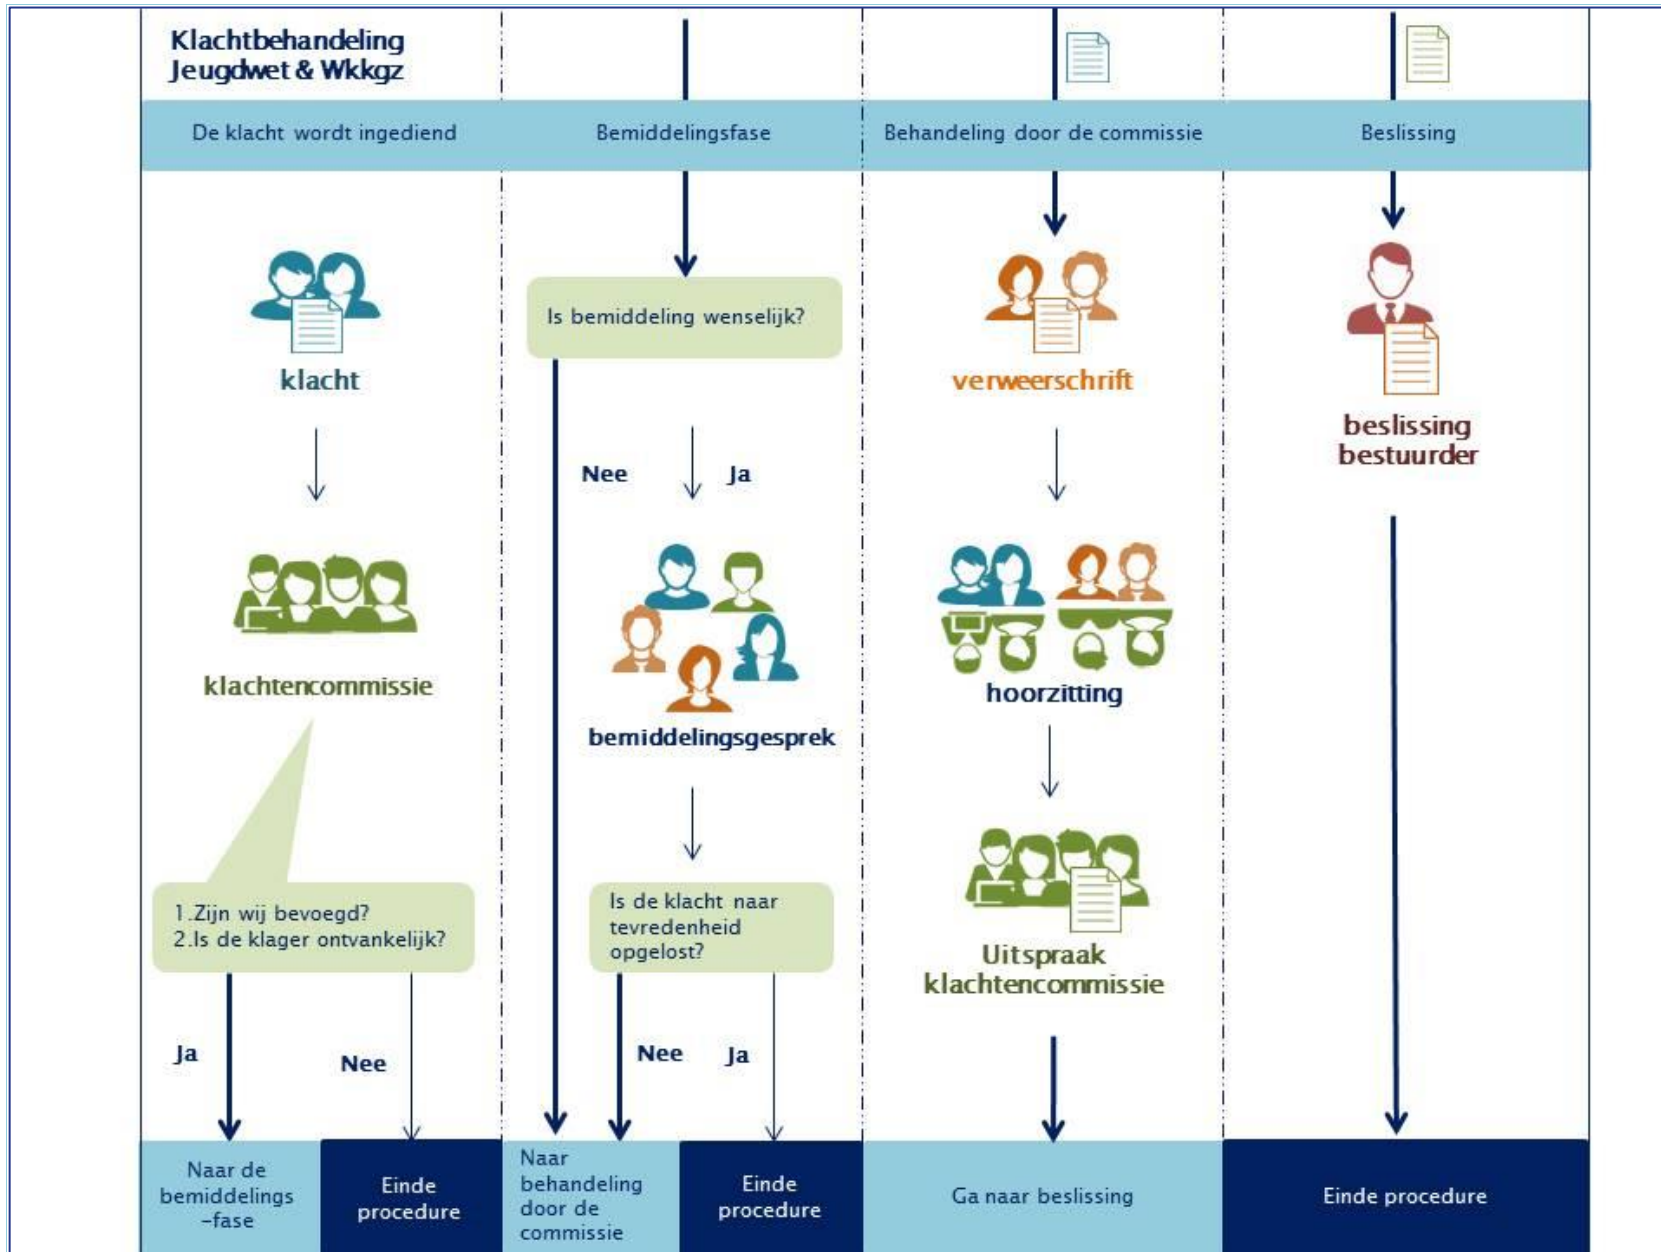 Klachtbehandeling
Jeugdwet & Wkkgz
De klacht wordt ingediend
Bemiddelingsfase
Behandeling door de commissie
Beslissing
klacht
klachtencommissie
1.Zijn wij bevoegd?
2.Is de klager ontvankelijk?
Ja
Nee
Naar de
bemiddelings
-fase
Einde
procedure
Is bemiddeling wenselijk?
Nee
Ja
bemiddelingsgesprek
Is de klacht naar
tevredenheid
opgelost?
Nee
Ja
Naar
behandeling
door de
commissie
Einde
procedure
verweerschrift
hoorzitting
Uitspraak
klachtencommissie
Ga naar beslissing
beslissing
bestuurder
Einde procedure